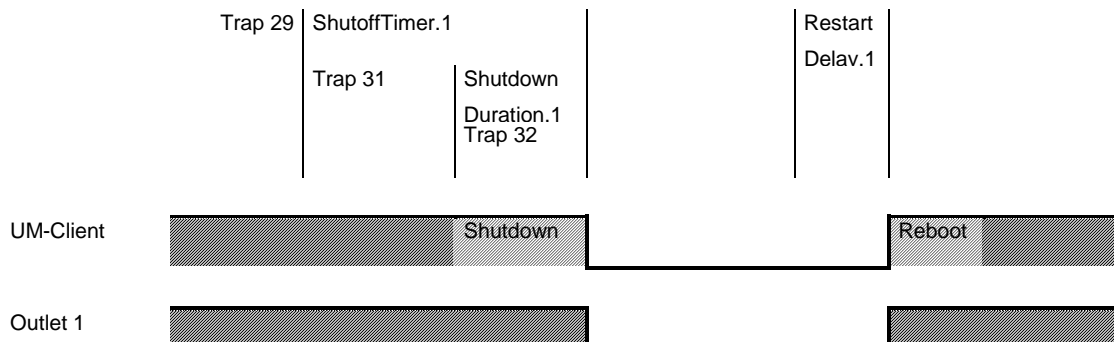 Trap 29
ShutoffTimer.1
Restart
Delav.1
Trap 31
Shutdown
Duration.1
Trap 32
UM-Client
Shutdown
Reboot
Outlet 1